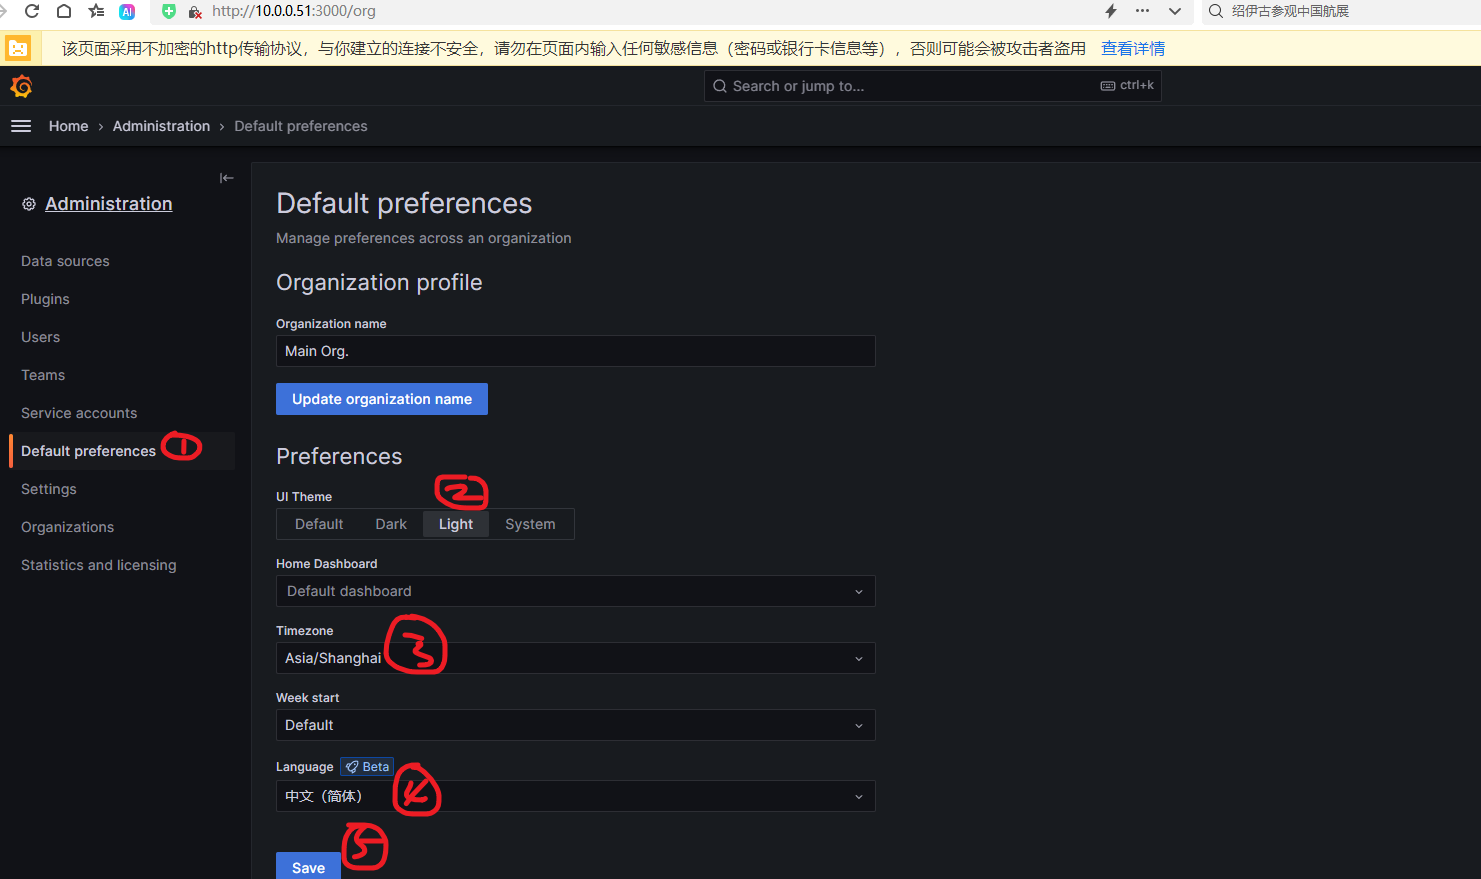 AI
http://10.0.0.51:3000/org
绍伊古参观中国航展
该页面采用不加密的http传输协议，与你建立的连接不安全，请勿在页面内输入任何敏感信息（密码或银行卡信息等），否则可能会被攻击者盗用 查看详情
Search or jump to...
ctrl+k
Home › Administration › Default preferences
Administration
Data sources
Plugins
Users
Teams
Service accounts
Default preferences 1
Settings
Organizations
Statistics and licensing
Default preferences
Manage preferences across an organization
Organization profile
Organization name
Main Org.
Update organization name
Preferences
2
UI Theme
Default Dark Light System
Home Dashboard
Default dashboard
Timezone
3
Asia/Shanghai
Week start
Default
Language Beta
中文（简体） 4
5
Save